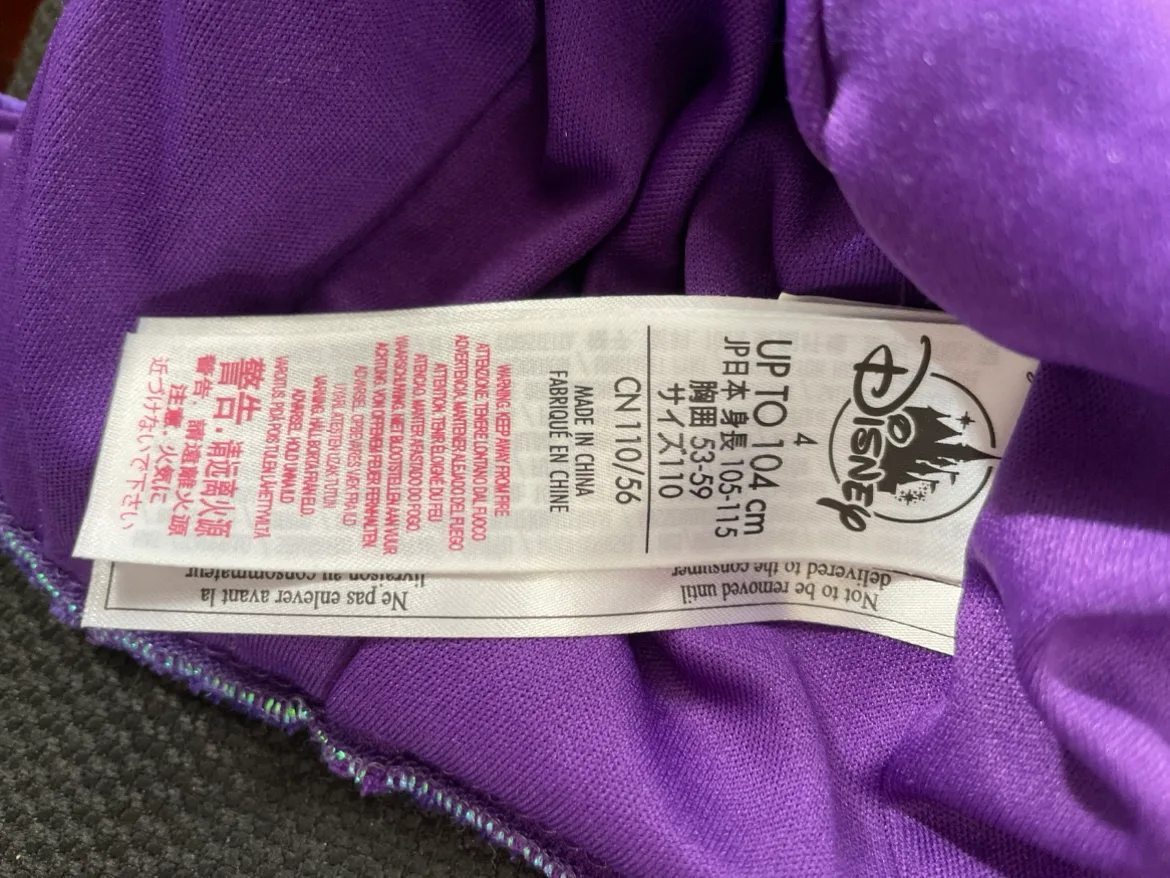 Disney
4
UP TO 104 cm
JP日本 身長 105-115
胸囲 53-59
サイズ110
CN 110/56
MADE IN CHINA
FABRIQUÉ EN CHINE
WARNING: KEEP AWAY FROM FIRE
ATTENZIONE: TENERE LONTANO DAL FUOCO
ADVERTENCIA: MANTENER ALEJADO DEL FUEGO
ATTENTION: TENIR ÉLOIGNÉ DU FEU
ATENÇÃO: MANTER AFASTADO DO FOGO.
WAARSCHUWING: NIET BLOOTSTELLEN AAN VUUR
ACHTUNG: VON OFFENEM FEUER FERNHALTEN
ADVARSEL:
警告: 请远离火源
警告: 請遠離火源
注意: 火気に
近づけないで下さい
Not to be removed until
delivered to the consumer
Ne pas enlever avant la
livraison au consommateur